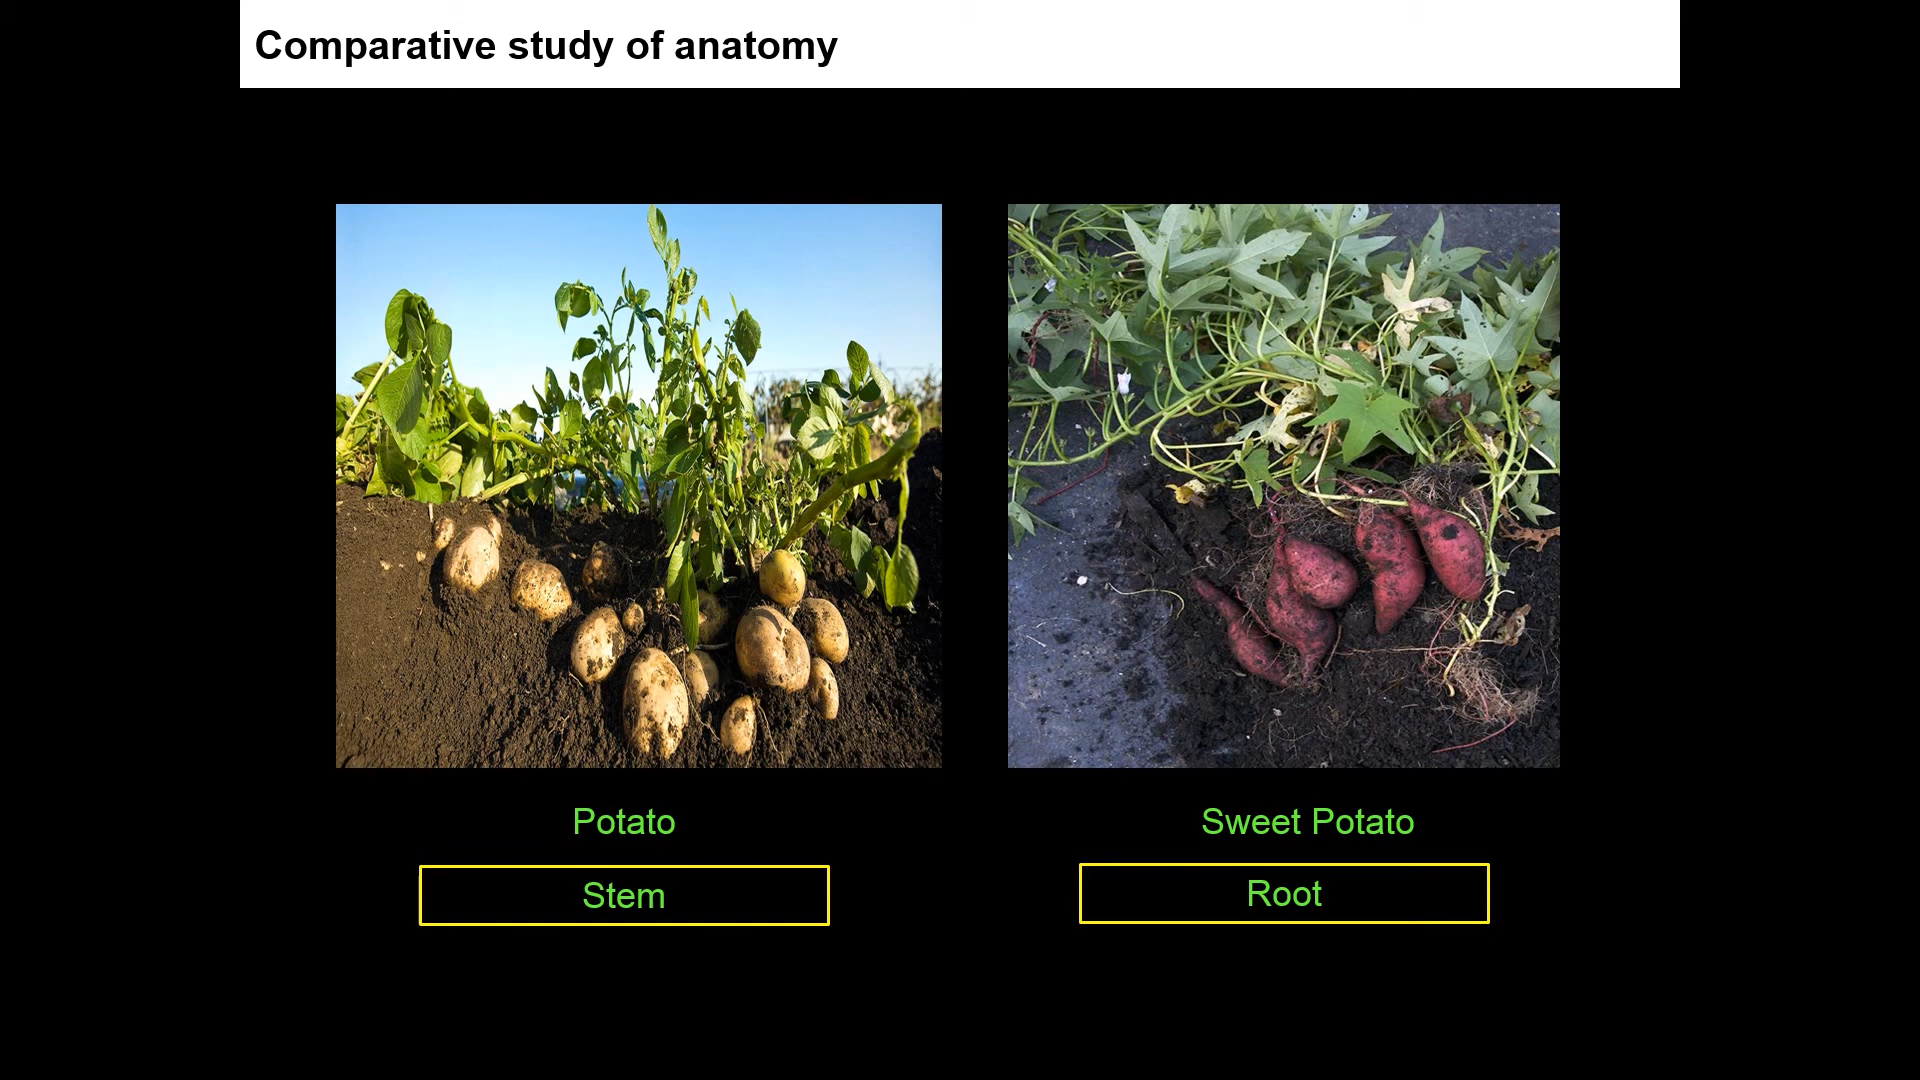 Comparative study of anatomy
Potato
Sweet Potato
Stem
Root